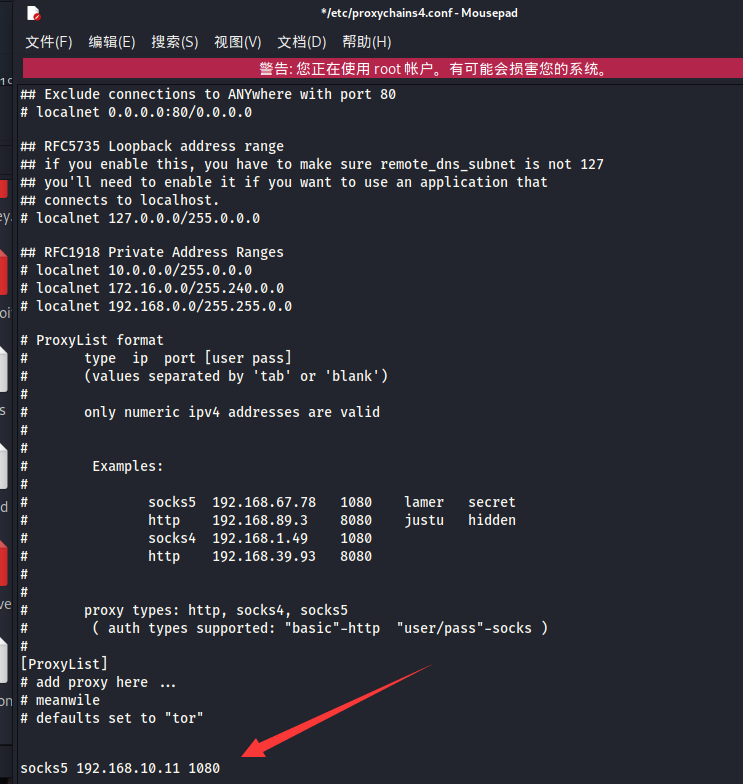 */etc/proxychains4.conf - Mousepad
文件(F) 编辑(E) 搜索(S) 视图(V) 文档(D) 帮助(H)
警告: 您正在使用 root 帐户。有可能会损害您的系统。
## Exclude connections to ANYwhere with port 80
# localnet 0.0.0.0:80/0.0.0.0
## RFC5735 Loopback address range
## if you enable this, you have to make sure remote_dns_subnet is not 127
## you'll need to enable it if you want to use an application that
## connects to localhost.
# localnet 127.0.0.0/255.0.0.0
## RFC1918 Private Address Ranges
# localnet 10.0.0.0/255.0.0.0
# localnet 172.16.0.0/255.240.0.0
# localnet 192.168.0.0/255.255.0.0
# ProxyList format
# type ip port [user pass]
# (values separated by 'tab' or 'blank')
#
# only numeric ipv4 addresses are valid
#
#
# Examples:
#
# socks5 192.168.67.78 1080 lamer secret
# http 192.168.89.3 8080 justu hidden
# socks4 192.168.1.49 1080
# http 192.168.39.93 8080
#
#
# proxy types: http, socks4, socks5
# ( auth types supported: "basic"-http "user/pass"-socks )
#
[ProxyList]
# add proxy here ...
# meanwile
# defaults set to "tor"
socks5 192.168.10.11 1080